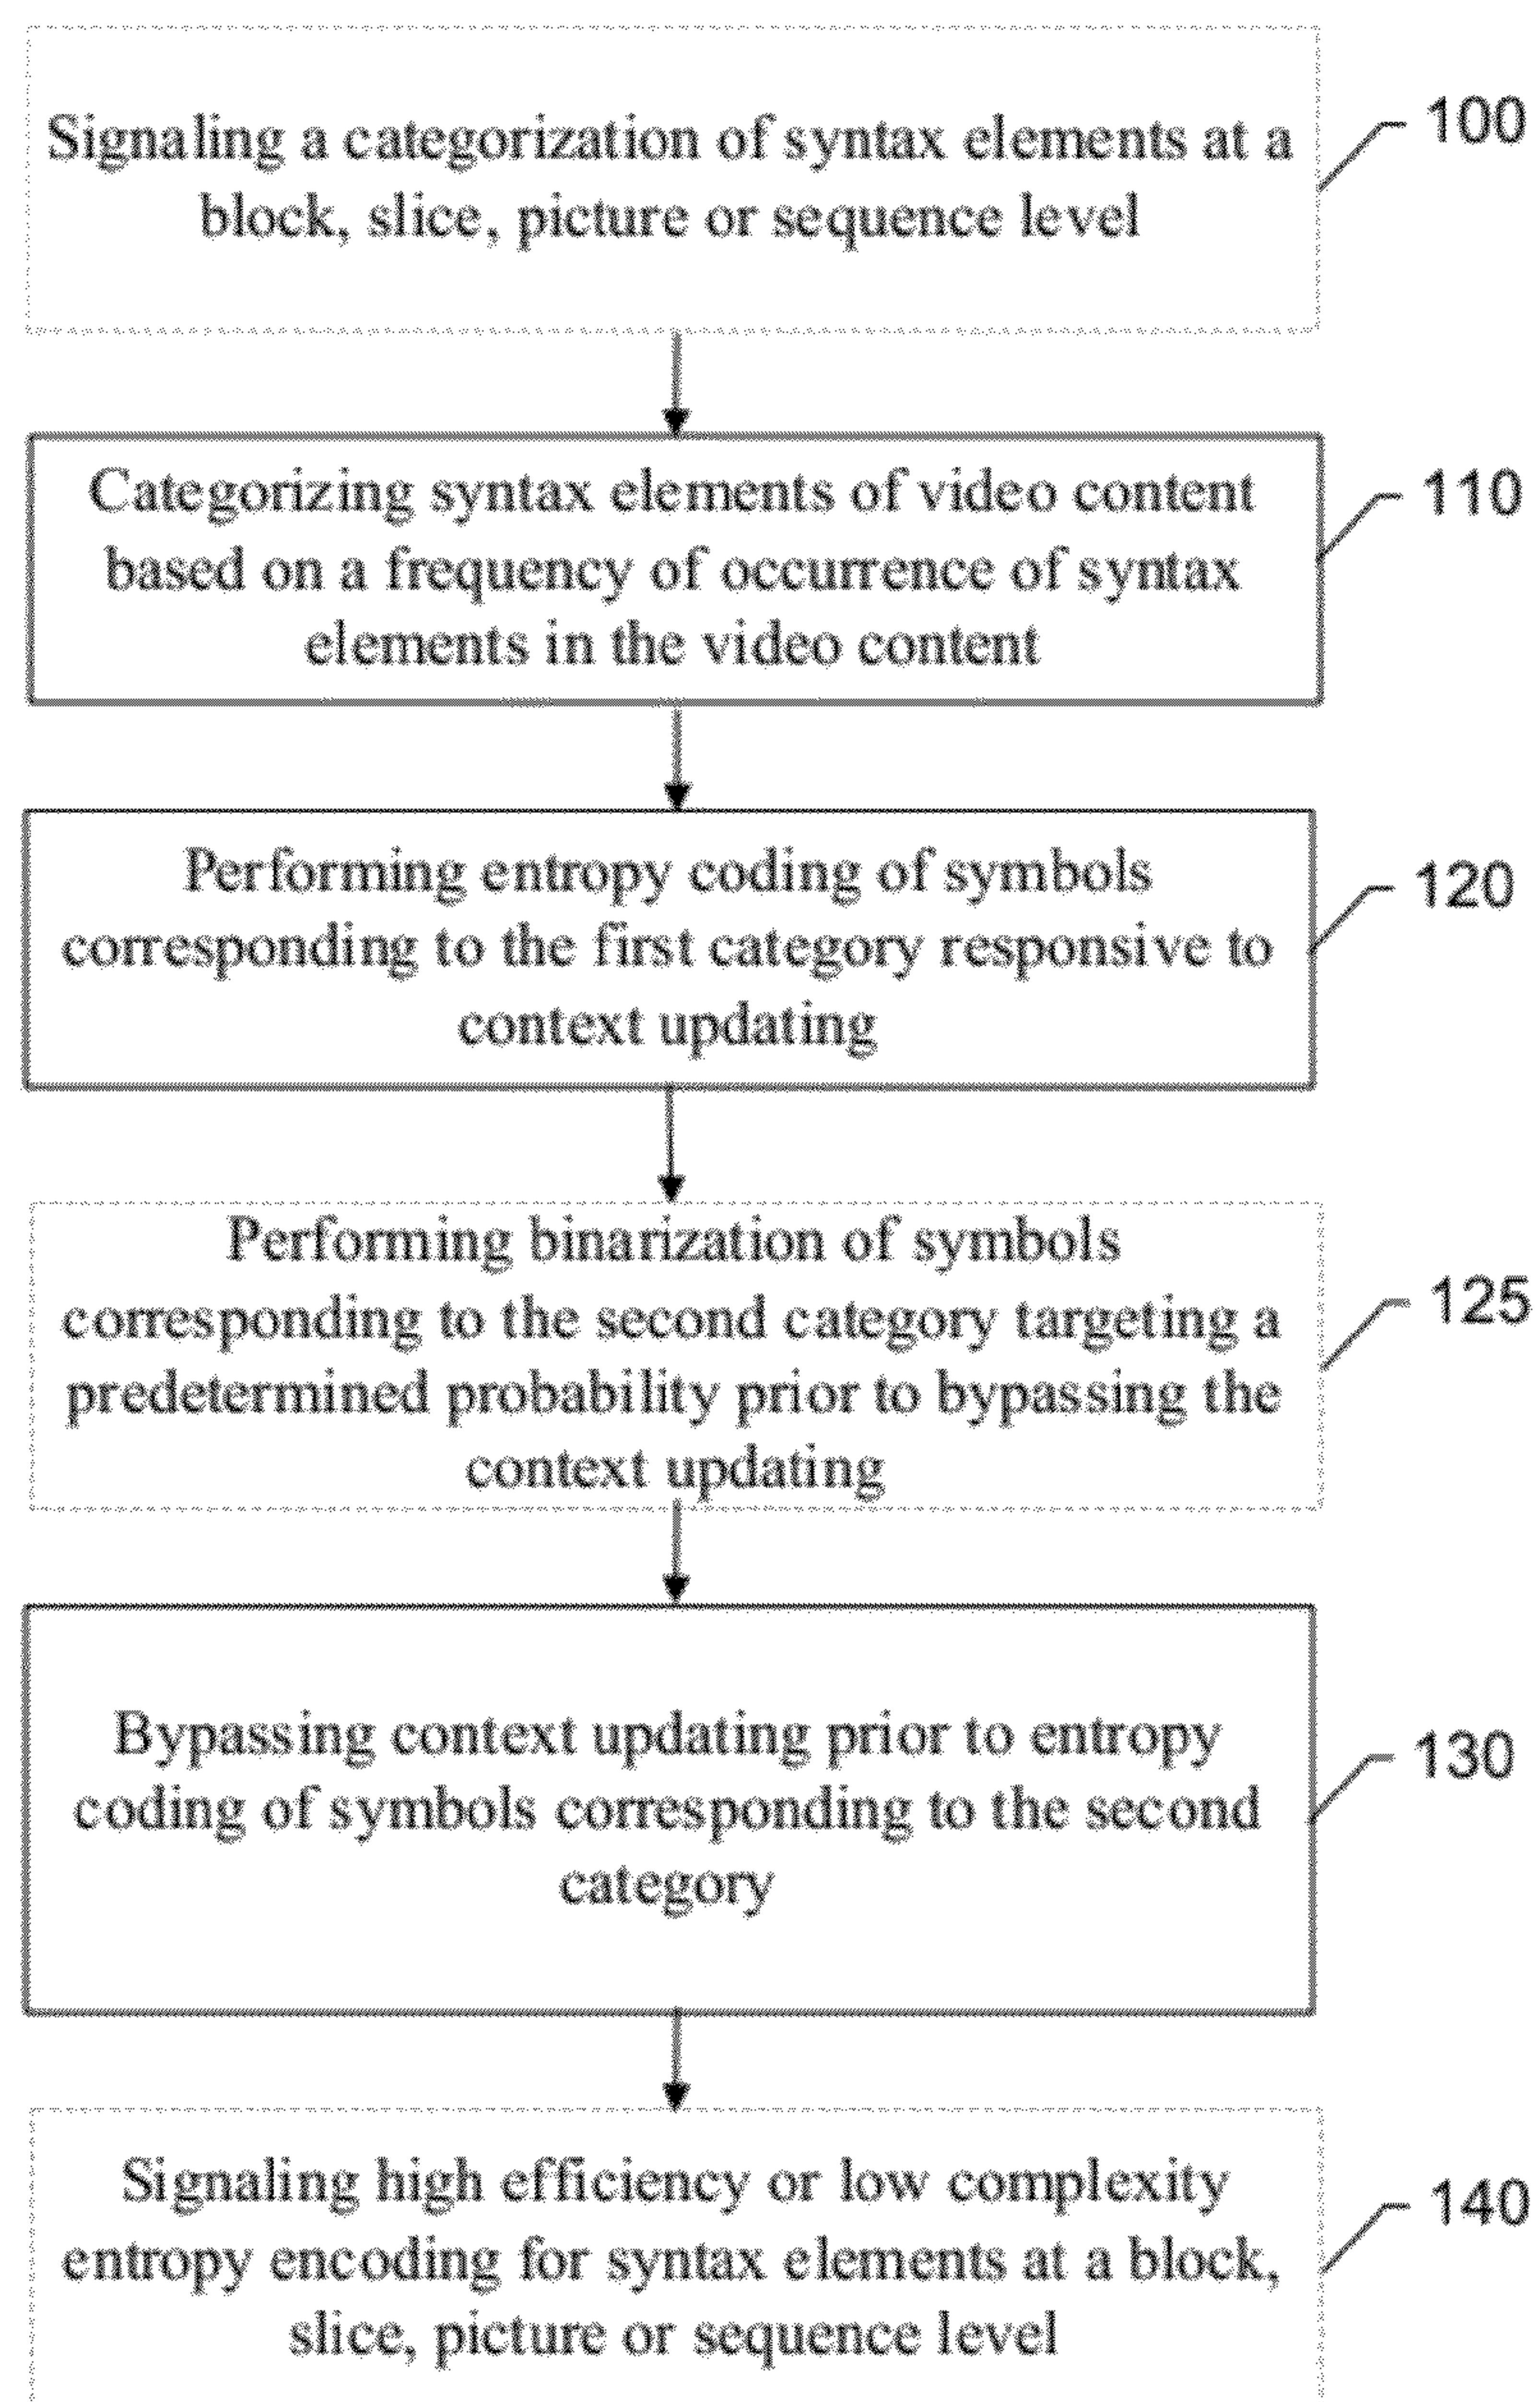 Signaling a categorization of syntax elements at a
block, slice, picture or sequence level
100
Categorizing syntax elements of video content
based on a frequency of occurrence of syntax
elements in the video content
110
Performing entropy coding of symbols
corresponding to the first category responsive to
context updating
120
Performing binarization of symbols
corresponding to the second category targeting a
predetermined probability prior to bypassing the
context updating
125
Bypassing context updating prior to entropy
coding of symbols corresponding to the second
category
130
Signaling high efficiency or low complexity
entropy encoding for syntax elements at a block,
slice, picture or sequence level
140